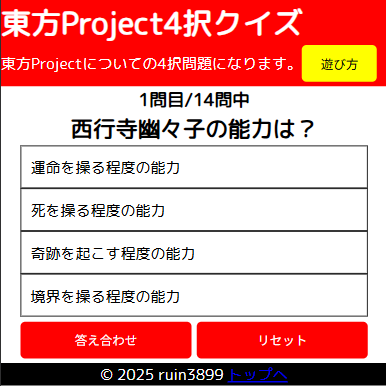 東方Project4択クイズ
東方Projectについての4択問題になります。 遊び方
1問目/14問中
西行寺幽々子の能力は？
運命を操る程度の能力
死を操る程度の能力
奇跡を起こす程度の能力
境界を操る程度の能力
答え合わせ リセット
© 2025 ruin3899 トップへ